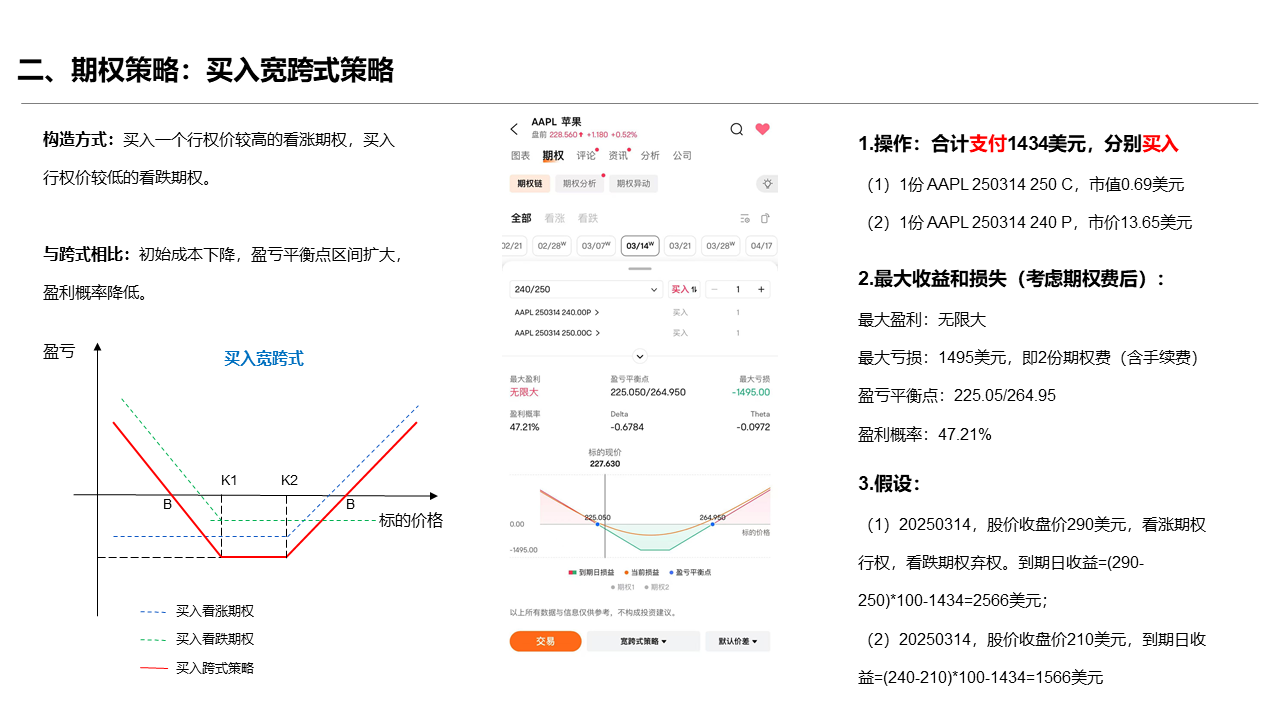 二、期权策略：买入宽跨式策略
构造方式：买入一个行权价较高的看涨期权，买入
行权价较低的看跌期权。
与跨式相比：初始成本下降，盈亏平衡点区间扩大，
盈利概率降低。
盈亏
买入宽跨式
K1
K2
B
B
标的价格
买入看涨期权
买入看跌期权
买入跨式策略
AAPL 苹果
盘前 228.560 +1.180 +0.52%
图表 期权 评论 资讯 分析 公司
期权链 期权分析 期权异动
全部 看涨 看跌
02/21 02/28W 03/07W 03/14W 03/21 03/28W 04/17
240/250 买入 － 1 +
AAPL 250314 240.00P > 买入 1
AAPL 250314 250.00C > 买入 1
最大盈利 盈亏平衡点 最大亏损
无限大 225.050/264.950 -1495.00
盈利概率 Delta Theta
47.21% -0.6784 -0.0972
标的现价
227.630
225.050 264.950
0.00
标的价格
-1495.00
到期日损益 当前损益 盈亏平衡点
期权1 期权2
以上所有数据与信息仅供参考，不构成投资建议。
交易 宽跨式策略 默认价差
1.操作：合计支付1434美元，分别买入
（1）1份 AAPL 250314 250 C，市值0.69美元
（2）1份 AAPL 250314 240 P，市价13.65美元
2.最大收益和损失（考虑期权费后）：
最大盈利：无限大
最大亏损：1495美元，即2份期权费（含手续费）
盈亏平衡点：225.05/264.95
盈利概率：47.21%
3.假设：
（1）20250314，股价收盘价290美元，看涨期权
行权，看跌期权弃权。到期日收益=(290-
250)*100-1434=2566美元；
（2）20250314，股价收盘价210美元，到期日收
益=(240-210)*100-1434=1566美元